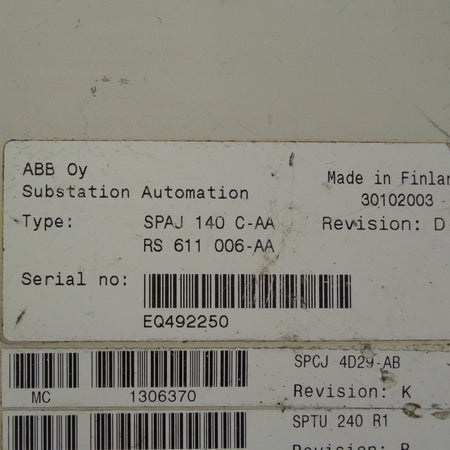 ABB Oy
Substation Automation
Made in Finlan
30102003
Type: SPAJ 140 C-AA Revision: D
RS 611 006-AA
Serial no:
EQ492250
SPCJ 4D29-AB
MC 1306370 Revision: K
SPTU 240 R1
Revision: B